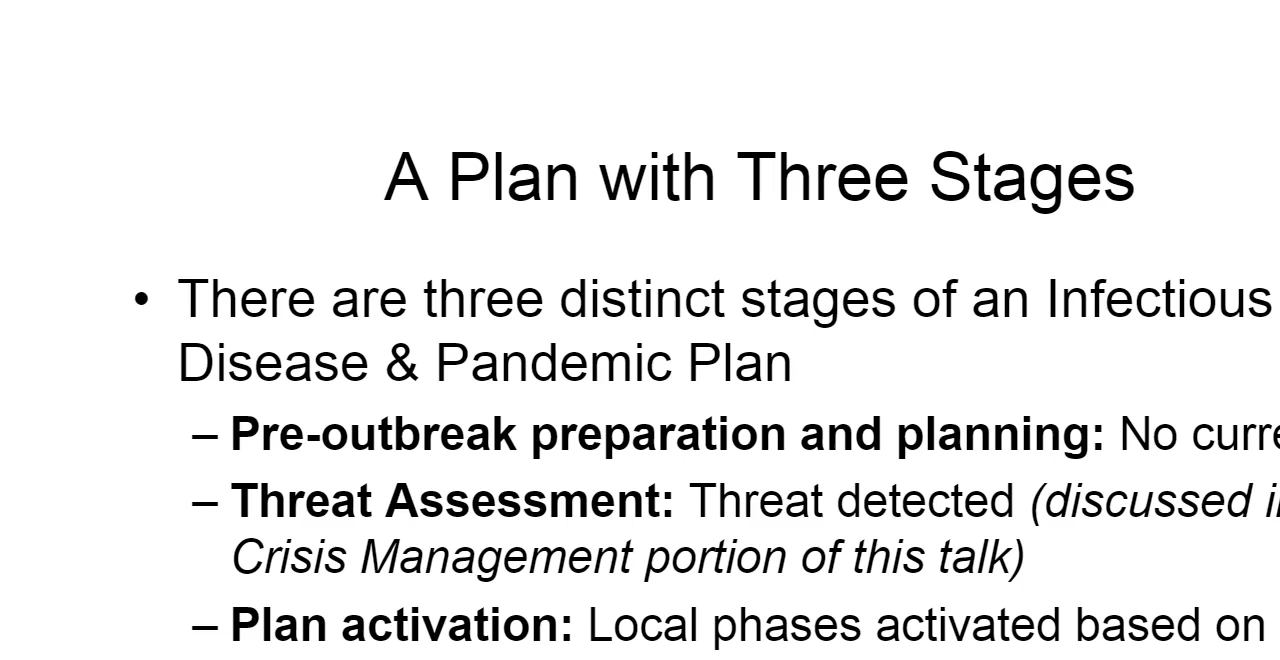 A Plan with Three Stages
• There are three distinct stages of an Infectious
Disease & Pandemic Plan
– Pre-outbreak preparation and planning: No
– Threat Assessment: Threat detected (discussed
Crisis Management portion of this talk)
– Plan activation: Local phases activated based on